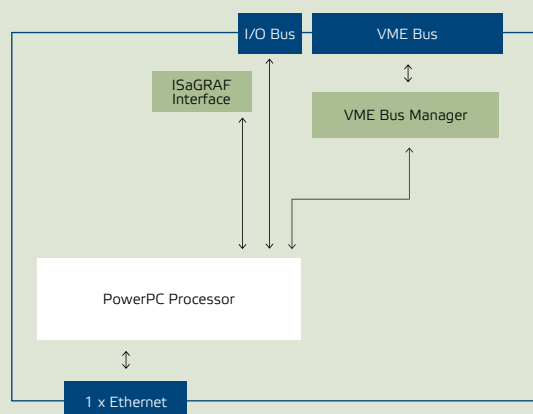 I/O Bus
VME Bus
ISaGRAF
Interface
VME Bus Manager
PowerPC Processor
1 x Ethernet